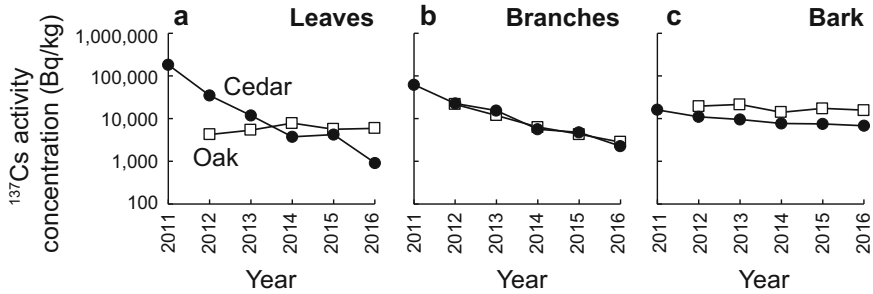 a Leaves
b Branches
c Bark
137Cs activity
concentration (Bq/kg)
1,000,000
100,000
10,000
1,000
100
Cedar
Oak
2011 2012 2013 2014 2015 2016
2011 2012 2013 2014 2015 2016
2011 2012 2013 2014 2015 2016
Year
Year
Year